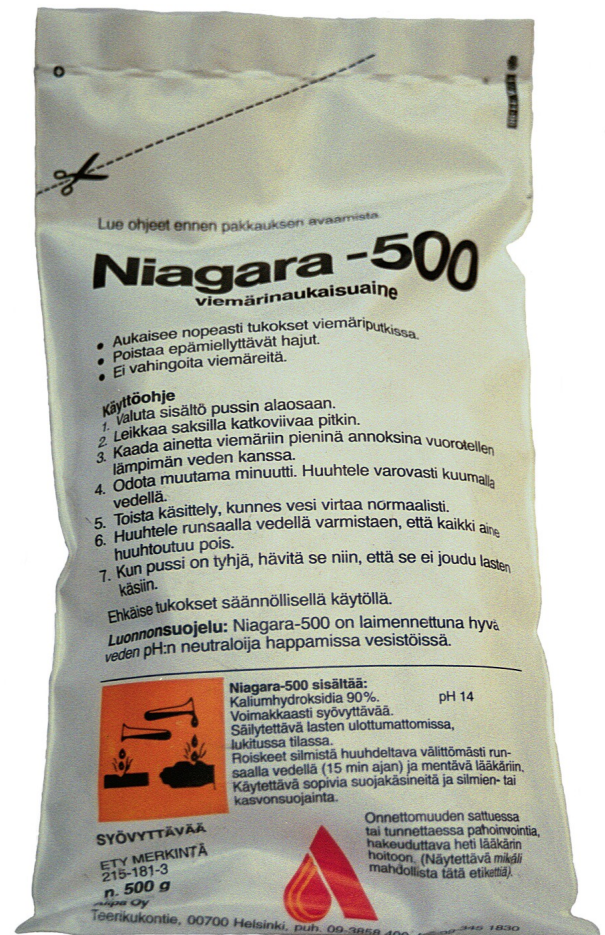 Lue ohjeet ennen pakkauksen avaamista
Niagara -500
viemärinaukaisuaine
• Aukaisee nopeasti tukokset viemäriputkissa.
• Poistaa epämiellyttävät hajut.
• Ei vahingoita viemäreitä.
Käyttöohje
1. Valuta sisältö pussin alaosaan.
2. Leikkaa saksilla katkoviivaa pitkin.
3. Kaada ainetta viemäriin pieninä annoksina vuorotellen
lämpimän veden kanssa.
4. Odota muutama minuutti. Huuhtele varovasti kuumalla
vedellä.
5. Toista käsittely, kunnes vesi virtaa normaalisti.
6. Huuhtele runsaalla vedellä varmistaen, että kaikki aine
huuhtoutuu pois.
7. Kun pussi on tyhjä, hävitä se niin, että se ei joudu lasten
käsiin.
Ehkäise tukokset säännöllisellä käytöllä.
Luonnonsuojelu: Niagara-500 on laimennettuna hyvä
veden pH:n neutraloija happamissa vesistöissä.
Niagara-500 sisältää:
Kaliumhydroksidia 90%. pH 14
Voimakkaasti syövyttävää.
Säilytettävä lasten ulottumattomissa,
lukitussa tilassa.
Roiskeet silmistä huuhdeltava välittömästi run-
saalla vedellä (15 min ajan) ja mentävä lääkäriin.
Käytettävä sopivia suojakäsineitä ja silmien- tai
kasvonsuojainta.
Onnettomuuden sattuessa
tai tunnettaessa pahoinvointia,
hakeuduttava heti lääkärin
hoitoon. (Näytettävä mikäli
mahdollista tätä etikettiä).
SYÖVYTTÄVÄÄ
ETY MERKINTÄ
215-181-3
n. 500 g
Oy
Teerikukontie, 00700 Helsinki, puh. 09-3858 345 1830